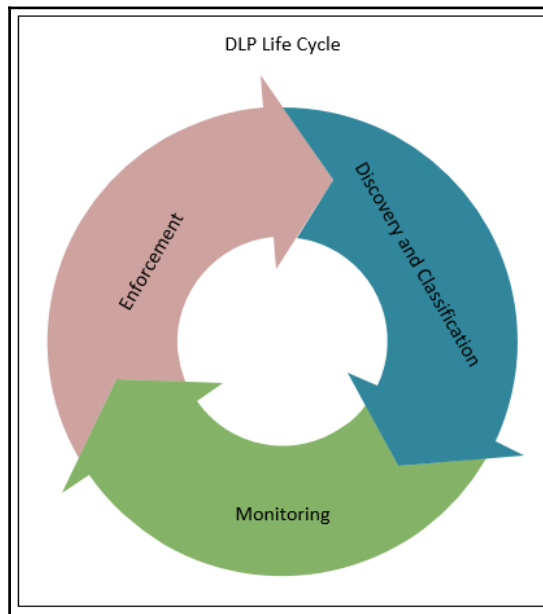 DLP Life Cycle
Discovery and Classification
Monitoring
Enforcement